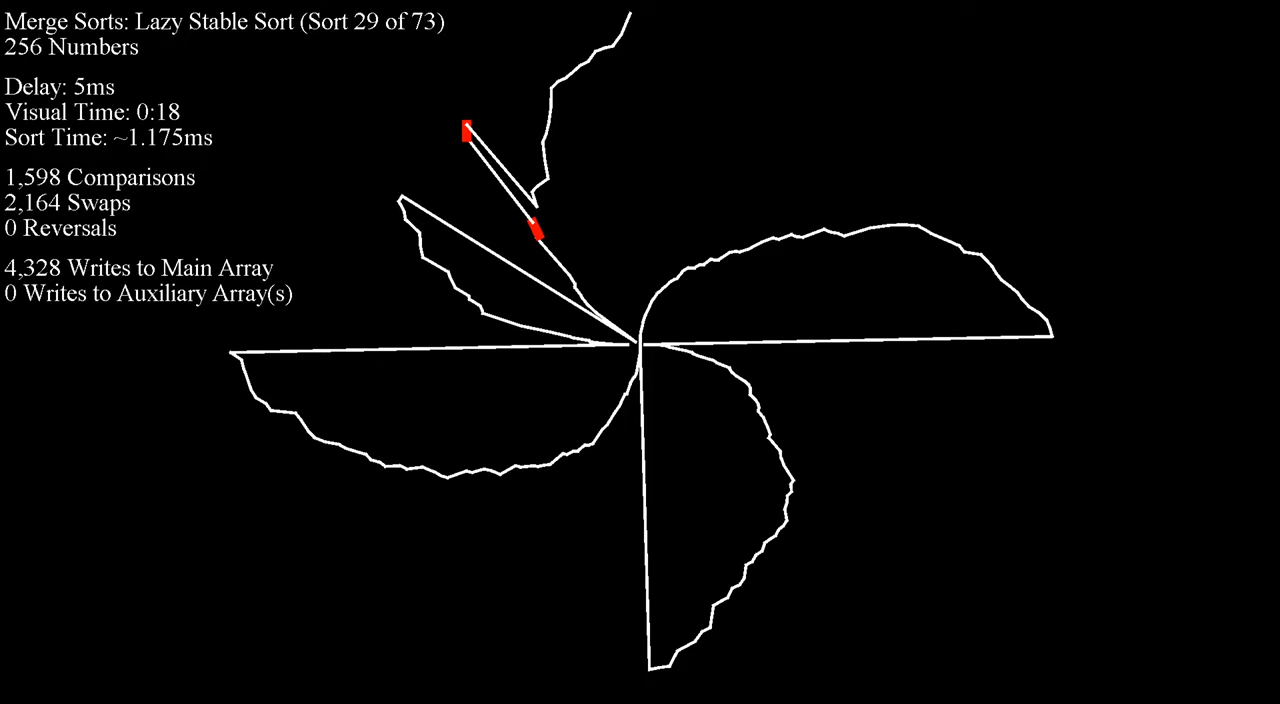 Merge Sorts: Lazy Stable Sort (Sort 29 of 73)
256 Numbers
Delay: 5ms
Visual Time: 0:18
Sort Time: ~1.175ms
1,598 Comparisons
2,164 Swaps
0 Reversals
4,328 Writes to Main Array
0 Writes to Auxiliary Array(s)